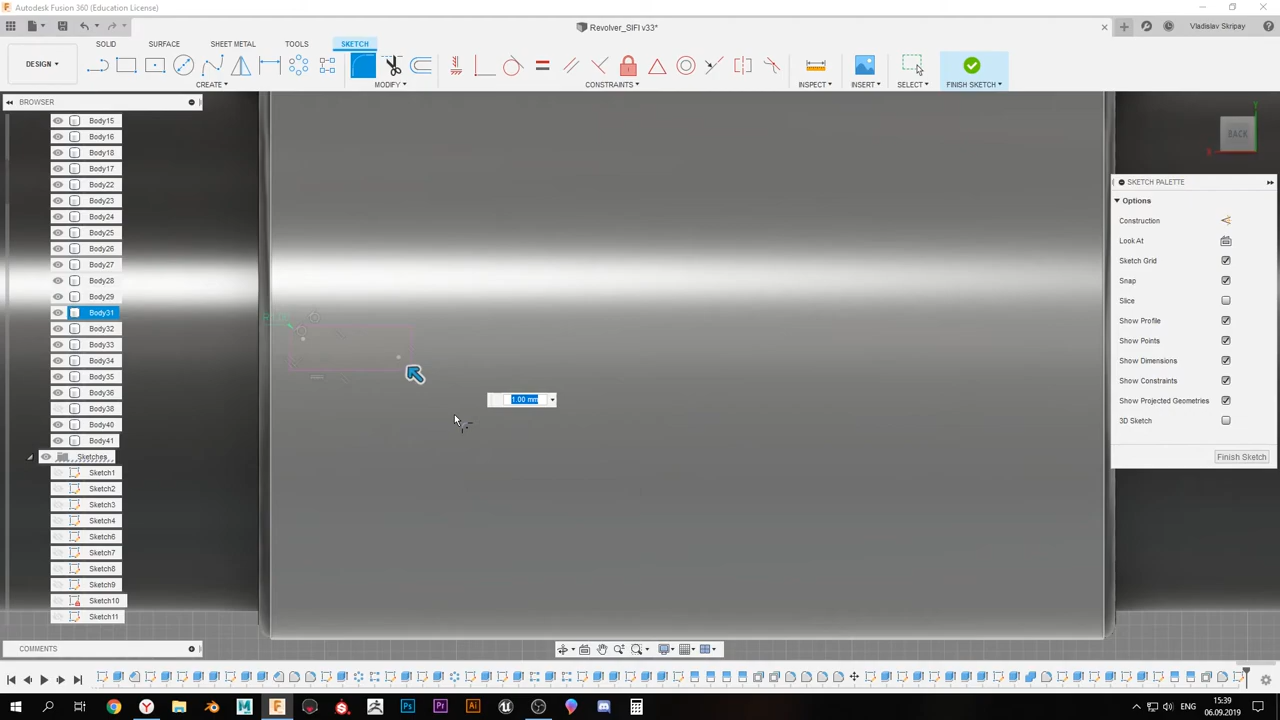 Autodesk Fusion 360 (Education License)
Revolver_SIFI v33*
Vladislav Skripay
SOLID SURFACE SHEET METAL TOOLS SKETCH
DESIGN
CREATE MODIFY CONSTRAINTS INSPECT INSERT SELECT FINISH SKETCH
BROWSER
Body15
Body16
Body18
Body17
Body22
Body23
Body24
Body25
Body26
Body27
Body28
Body29
Body31
Body32
Body33
Body34
Body35
Body36
Body38
Body40
Body41
Sketches
Sketch1
Sketch2
Sketch3
Sketch4
Sketch6
Sketch7
Sketch8
Sketch9
Sketch10
Sketch11
COMMENTS
1.00 mm
BACK
SKETCH PALETTE
Options
Construction
Look At
Sketch Grid
Snap
Slice
Show Profile
Show Points
Show Dimensions
Show Constraints
Show Projected Geometries
3D Sketch
Finish Sketch
ENG
15:39
06.09.2019